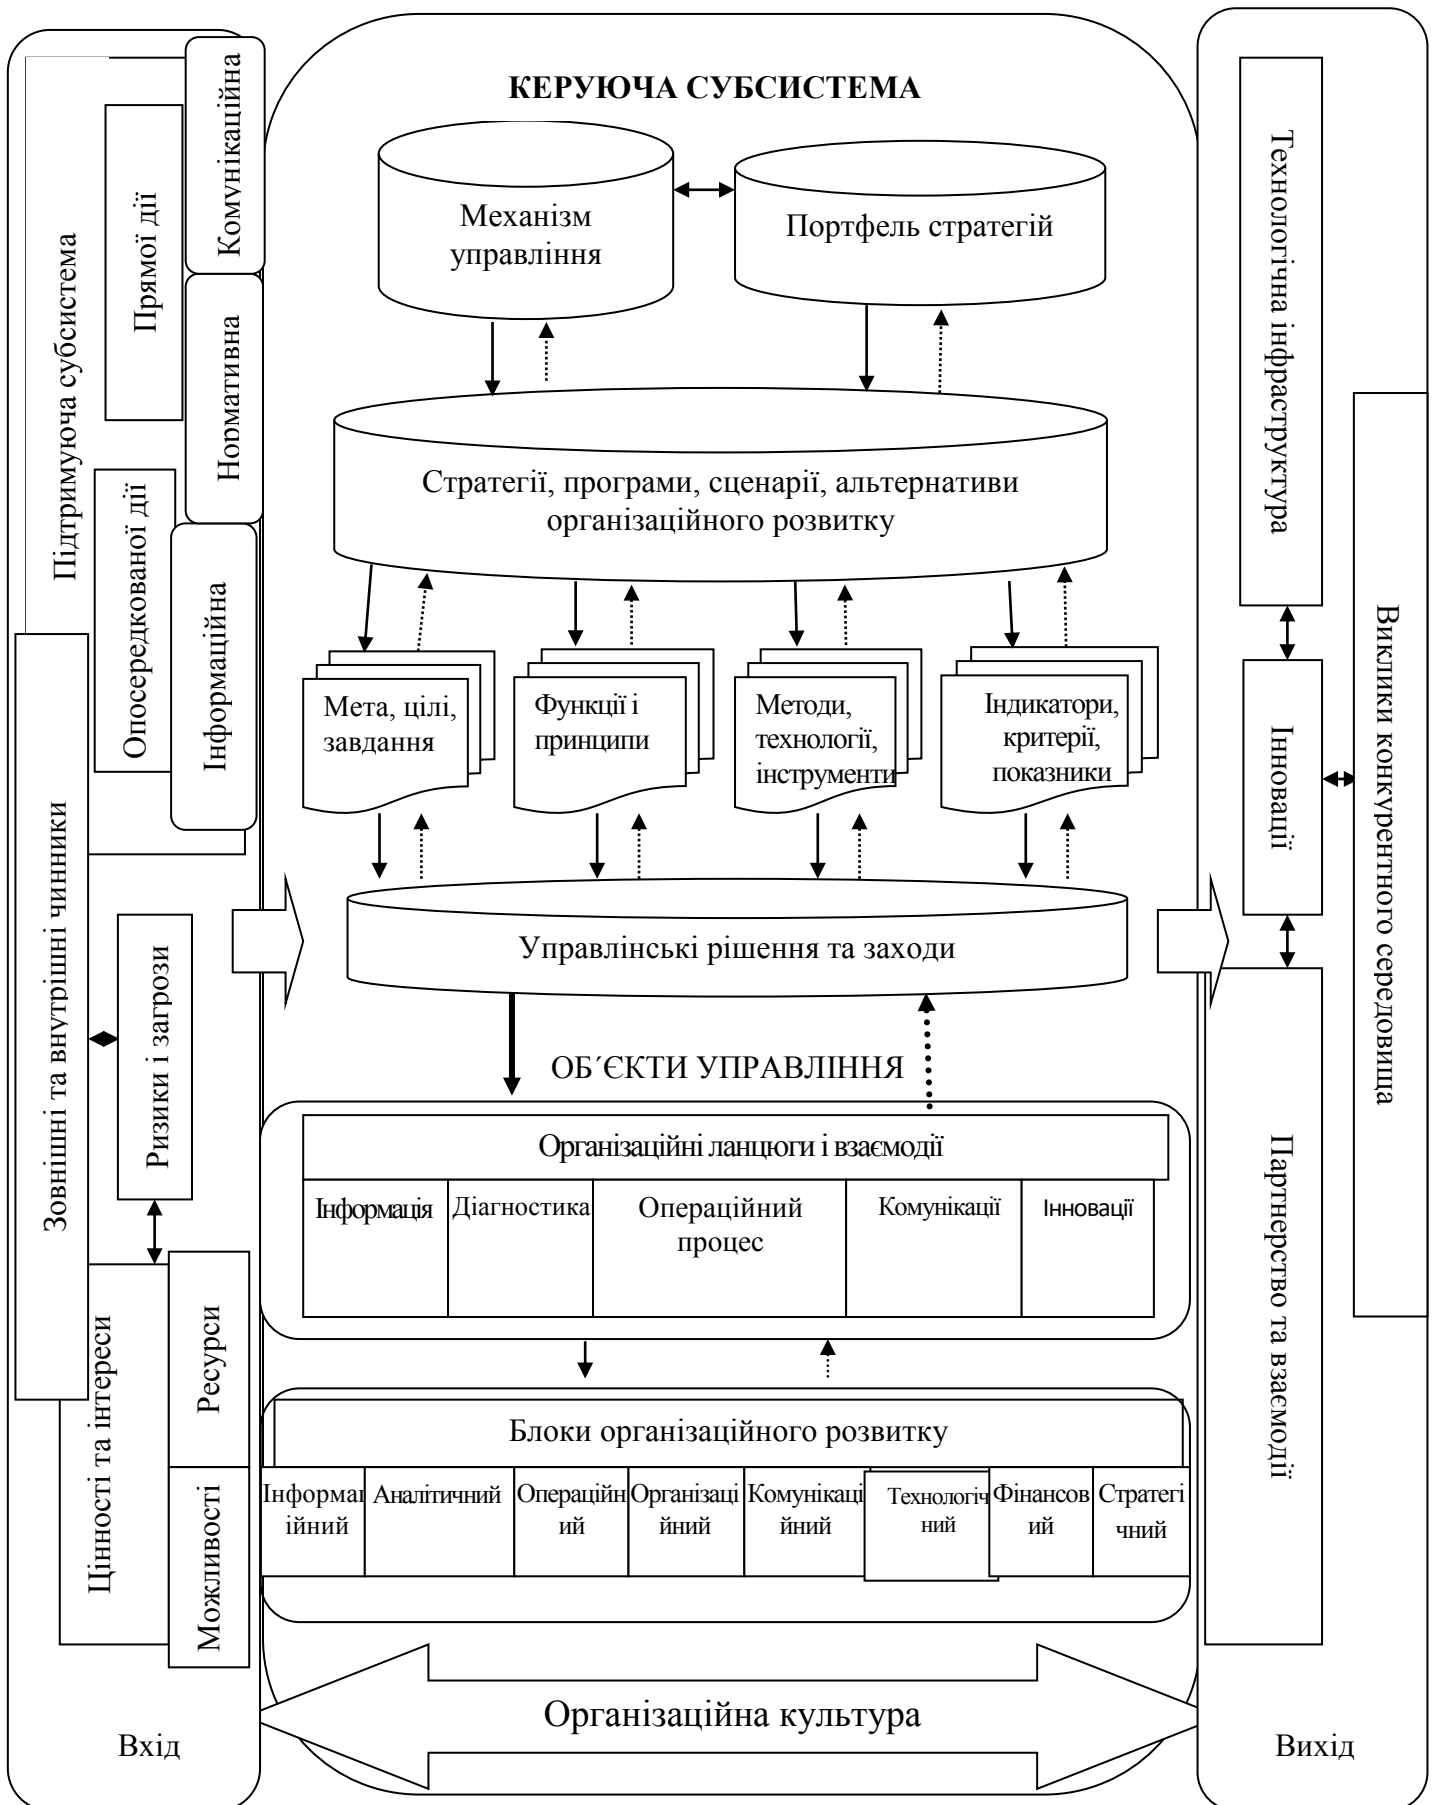 КЕРУЮЧА СУБСИСТЕМА
Підтримуюча субсистема
Прямої дії
Опосередкованої дії
Комунікаційна
Нормативна
Інформаційна
Зовнішні та внутрішні чинники
Ризики і загрози
Цінності та інтереси
Ресурси
Можливості
Вхід
Механізм
управління
Портфель стратегій
Стратегії, програми, сценарії, альтернативи
організаційного розвитку
Мета, цілі,
завдання
Функції і
принципи
Методи,
технології,
інструменти
Індикатори,
критерії,
показники
Управлінські рішення та заходи
ОБ´ЄКТИ УПРАВЛІННЯ
Організаційні ланцюги і взаємодії
Інформація
Діагностика
Операційний
процес
Комунікації
Інновації
Блоки організаційного розвитку
Інформац
ійний
Аналітичний
Операційн
ий
Організаці
йний
Комунікаці
йний
Технологіч
ний
Фінансов
ий
Стратегі
чний
Організаційна культура
Технологічна інфраструктура
Інновації
Партнерство та взаємодії
Виклики конкурентного середовища
Вихід